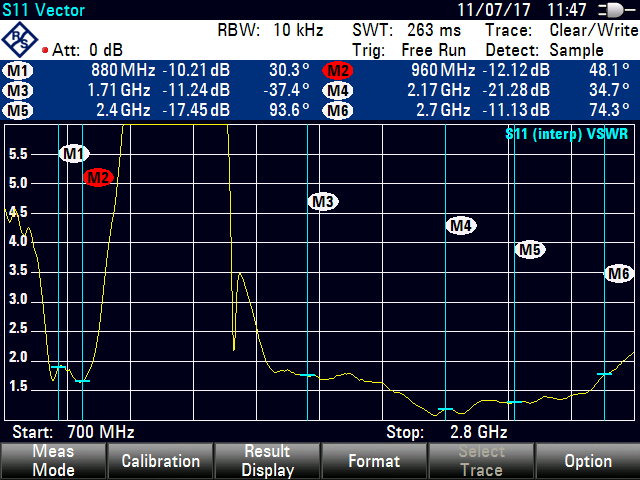 S11 Vector 11/07/17 11:47
RBW: 10 kHz SWT: 263 ms Trace: Clear/Write
Att: 0 dB Trig: Free Run Detect: Sample
R&S
M1 880 MHz -10.21 dB 30.3 ° M2 960 MHz -12.12 dB 48.1 °
M3 1.71 GHz -11.24 dB -37.4 ° M4 2.17 GHz -21.28 dB 34.7 °
M5 2.4 GHz -17.45 dB 93.6 ° M6 2.7 GHz -11.13 dB 74.3 °
S11 (interp) VSWR
5.5
M1
5.0
M2
4.5
M3
4.0
M4
M5
3.5
M6
3.0
2.5
2.0
1.5
Start: 700 MHz Stop: 2.8 GHz
Meas Mode
Calibration
Result Display
Format
Select Trace
Option